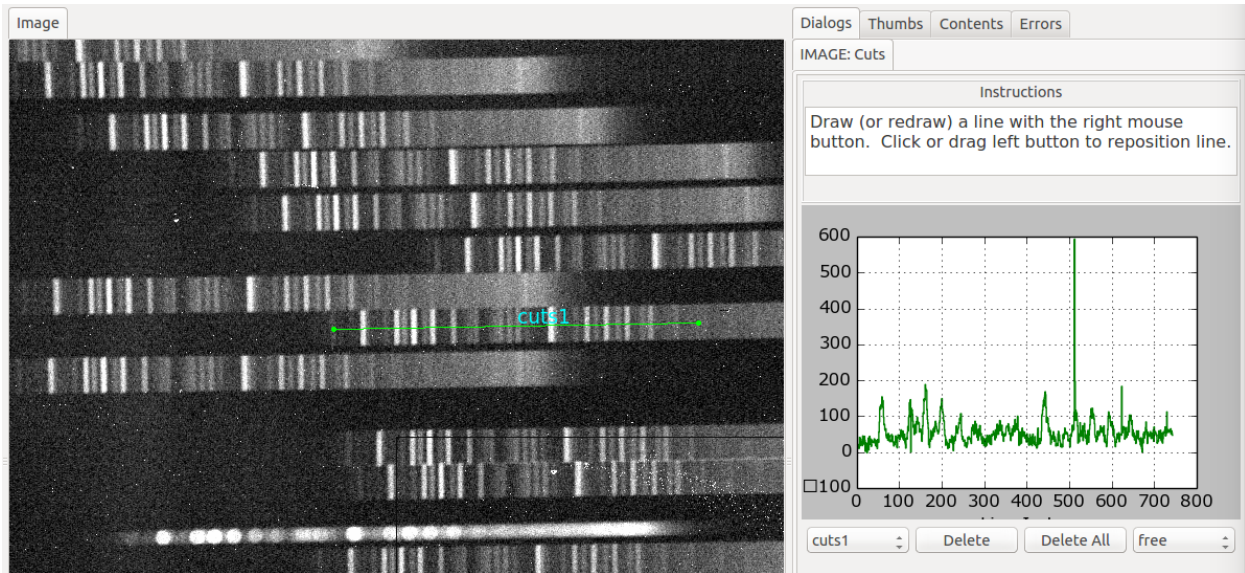 Image
Dialogs Thumbs Contents Errors
IMAGE: Cuts
Instructions
Draw (or redraw) a line with the right mouse
button. Click or drag left button to reposition line.
cuts1
600
500
400
300
200
100
0
□100
0 100 200 300 400 500 600 700 800
cuts1 Delete Delete All free